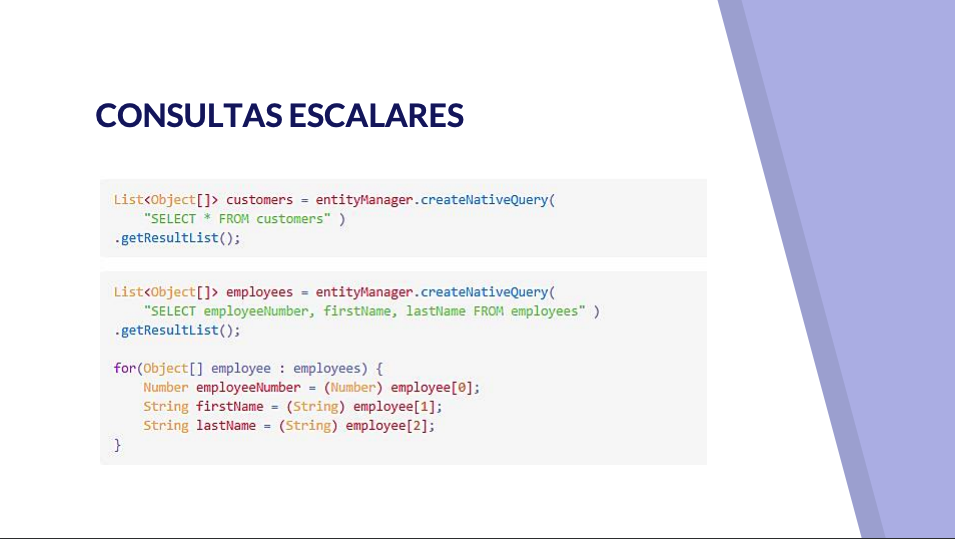 CONSULTAS ESCALARES
List<Object[]> customers = entityManager.createNativeQuery(
    "SELECT * FROM customers" )
.getResultList();
List<Object[]> employees = entityManager.createNativeQuery(
    "SELECT employeeNumber, firstName, lastName FROM employees" )
.getResultList();
for(Object[] employee : employees) {
    Number employeeNumber = (Number) employee[0];
    String firstName = (String) employee[1];
    String lastName = (String) employee[2];
}